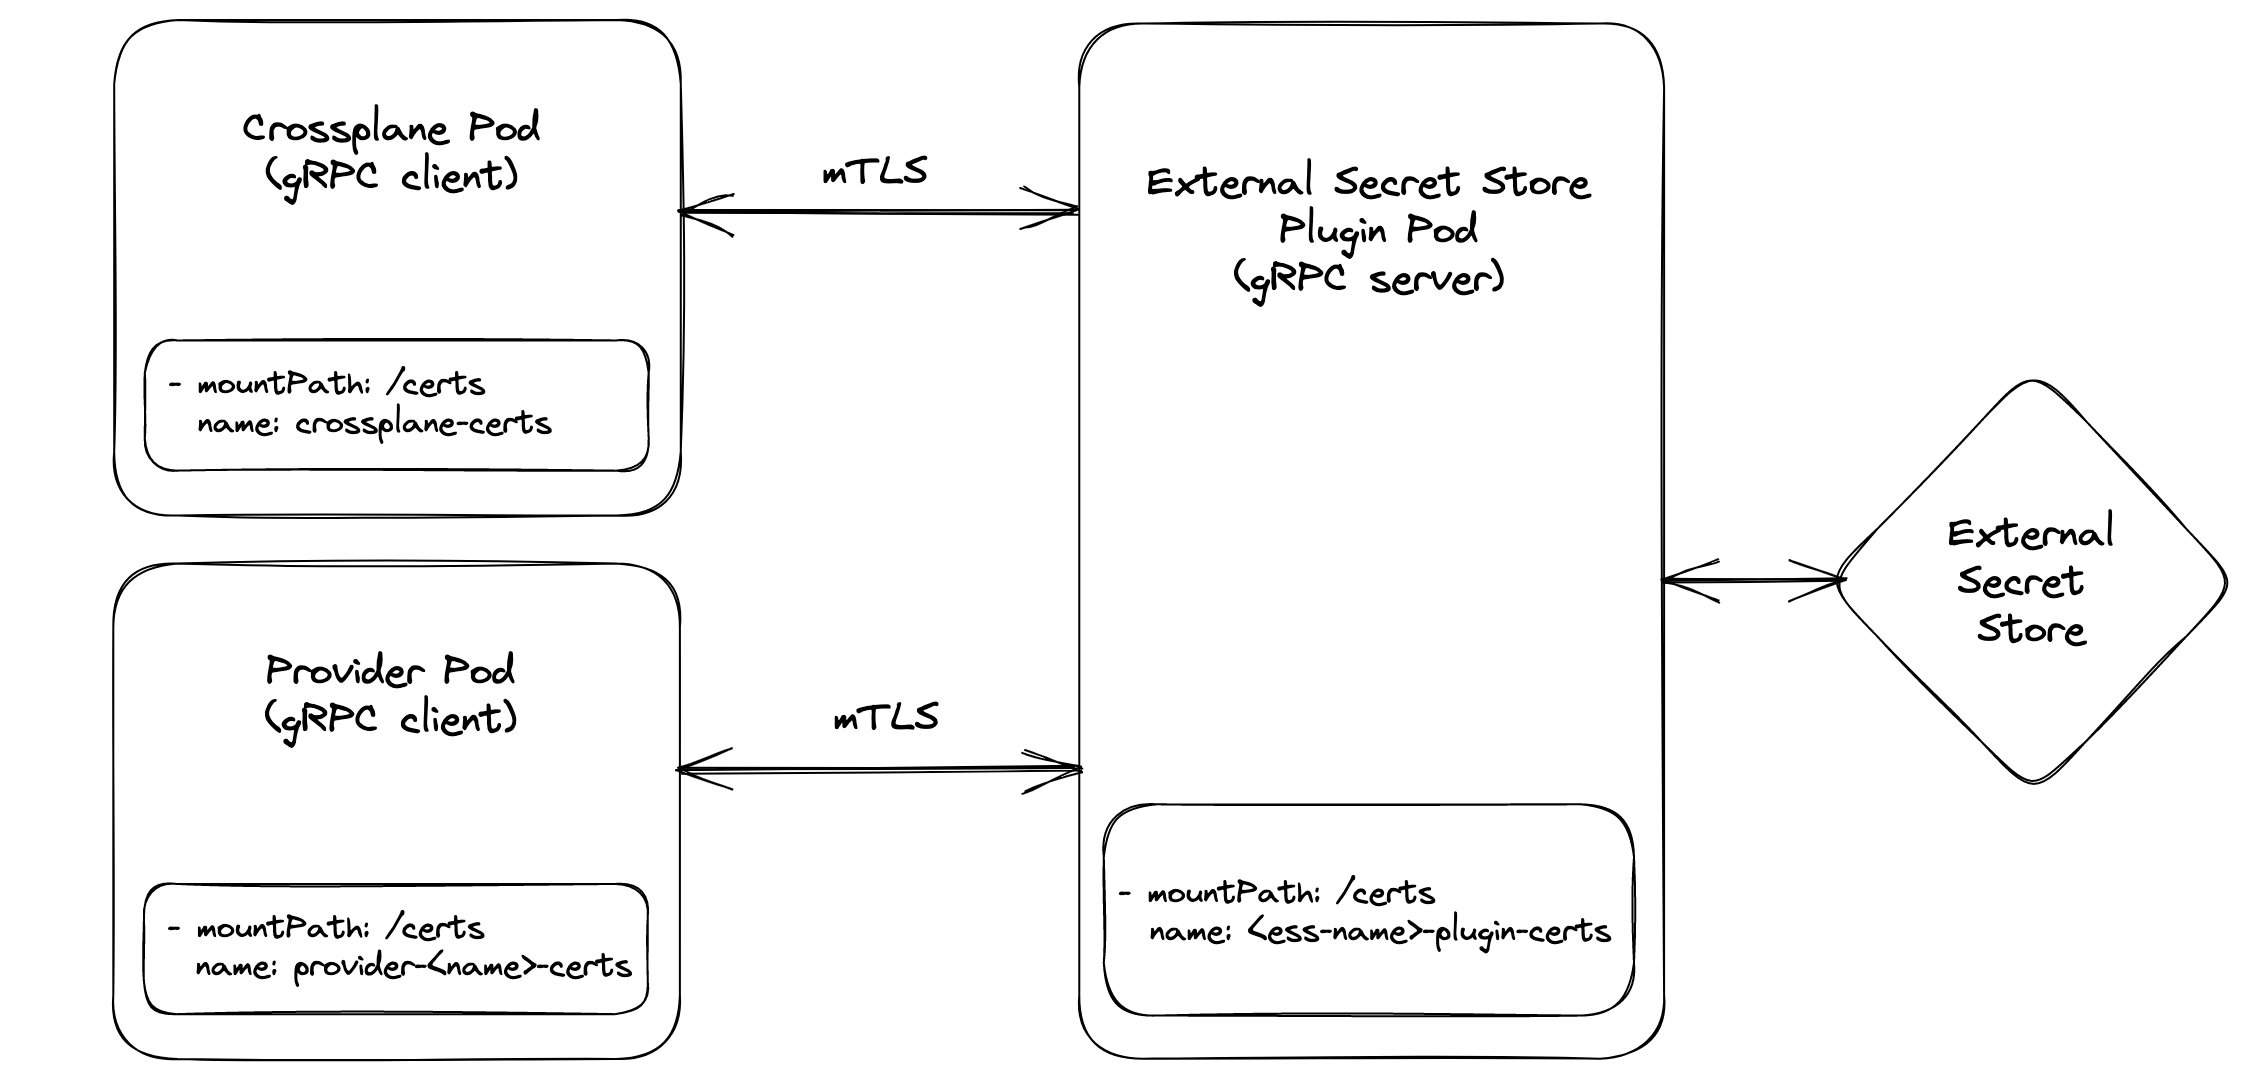 Crossplane Pod
(gRPC client)
- mountPath: /certs
name: crossplane-certs
mTLS
External Secret Store
Plugin Pod
(gRPC server)
Provider Pod
(gRPC client)
- mountPath: /certs
name: provider-<name>-certs
mTLS
- mountPath: /certs
name: <ess-name>-plugin-certs
External
Secret
Store